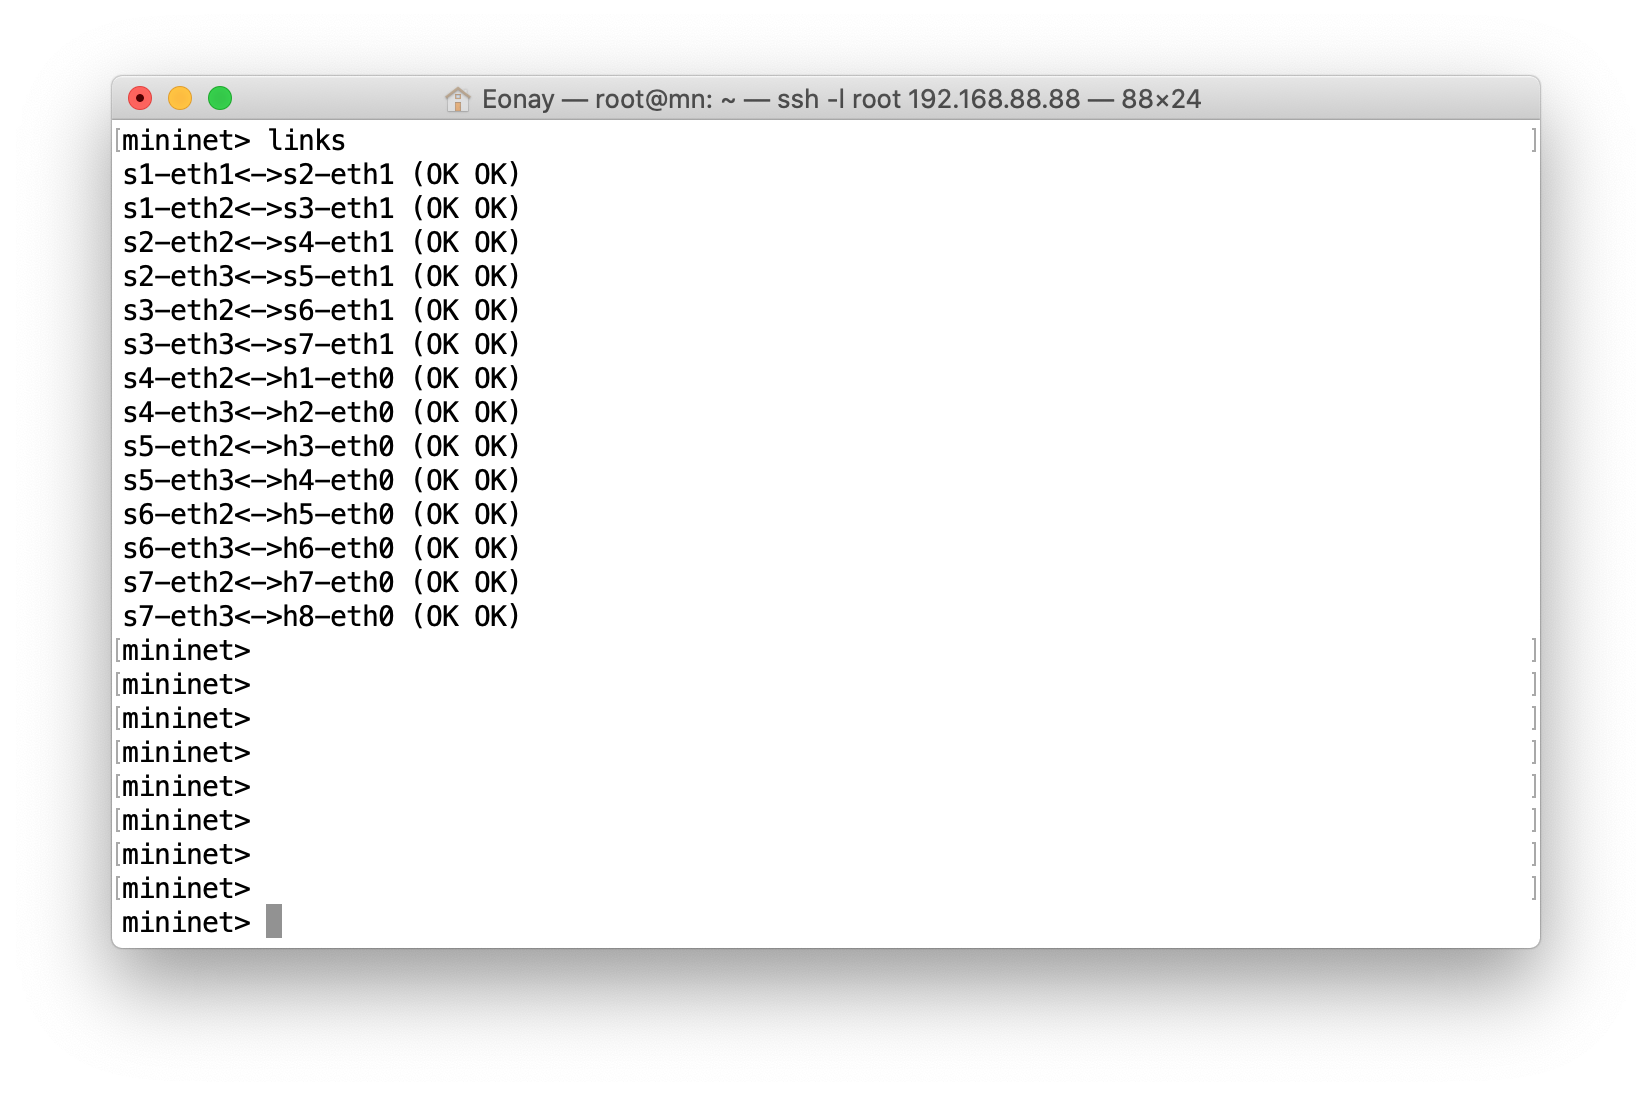 Eonay — root@mn: ~ — ssh -l root 192.168.88.88 — 88×24
[mininet> links ]
s1-eth1<->s2-eth1 (OK OK)
s1-eth2<->s3-eth1 (OK OK)
s2-eth2<->s4-eth1 (OK OK)
s2-eth3<->s5-eth1 (OK OK)
s3-eth2<->s6-eth1 (OK OK)
s3-eth3<->s7-eth1 (OK OK)
s4-eth2<->h1-eth0 (OK OK)
s4-eth3<->h2-eth0 (OK OK)
s5-eth2<->h3-eth0 (OK OK)
s5-eth3<->h4-eth0 (OK OK)
s6-eth2<->h5-eth0 (OK OK)
s6-eth3<->h6-eth0 (OK OK)
s7-eth2<->h7-eth0 (OK OK)
s7-eth3<->h8-eth0 (OK OK)
[mininet> ]
[mininet> ]
[mininet> ]
[mininet> ]
[mininet> ]
[mininet> ]
[mininet> ]
[mininet> ]
mininet>